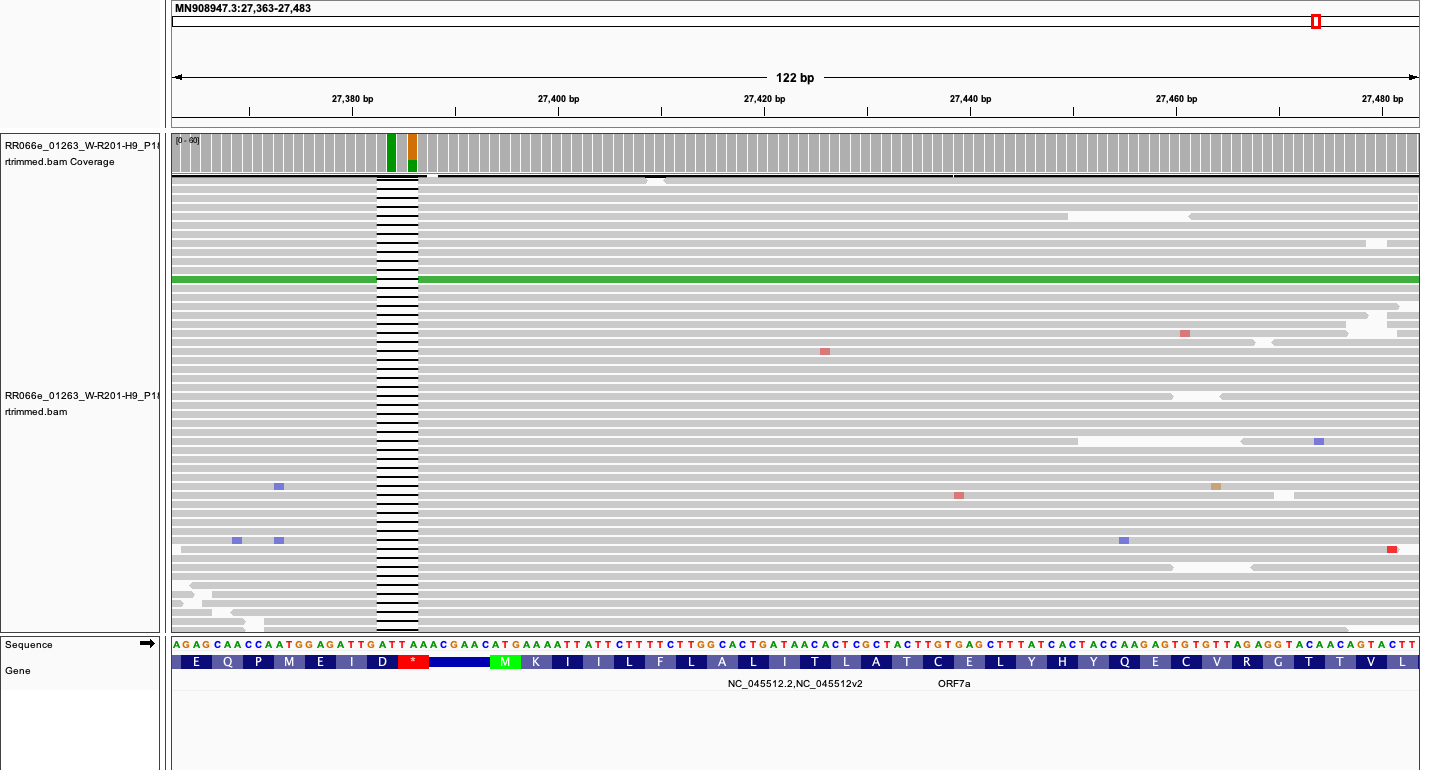 MN908947.3:27,363-27,483
122 bp
27,380 bp 27,400 bp 27,420 bp 27,440 bp 27,460 bp 27,480 bp
RR066e_01263_W-R201-H9_P1
rtrimmed.bam Coverage
[0 - 60]
RR066e_01263_W-R201-H9_P1
rtrimmed.bam
Sequence
AGAGCAACCAATGGAGATTGATTAAACGAACATGAAAATTATTCTTTTCTTGGCACTGATAACACTCGCTACTTGTGAGCTTTATCACTACCAAGAGTGTGTTAGAGGTACAACAGTACTT
Gene
E Q P M E I D * M K I I L F L A L I T L A T C E L Y H Y Q E C V R G T T V L
NC_045512.2,NC_045512v2 ORF7a